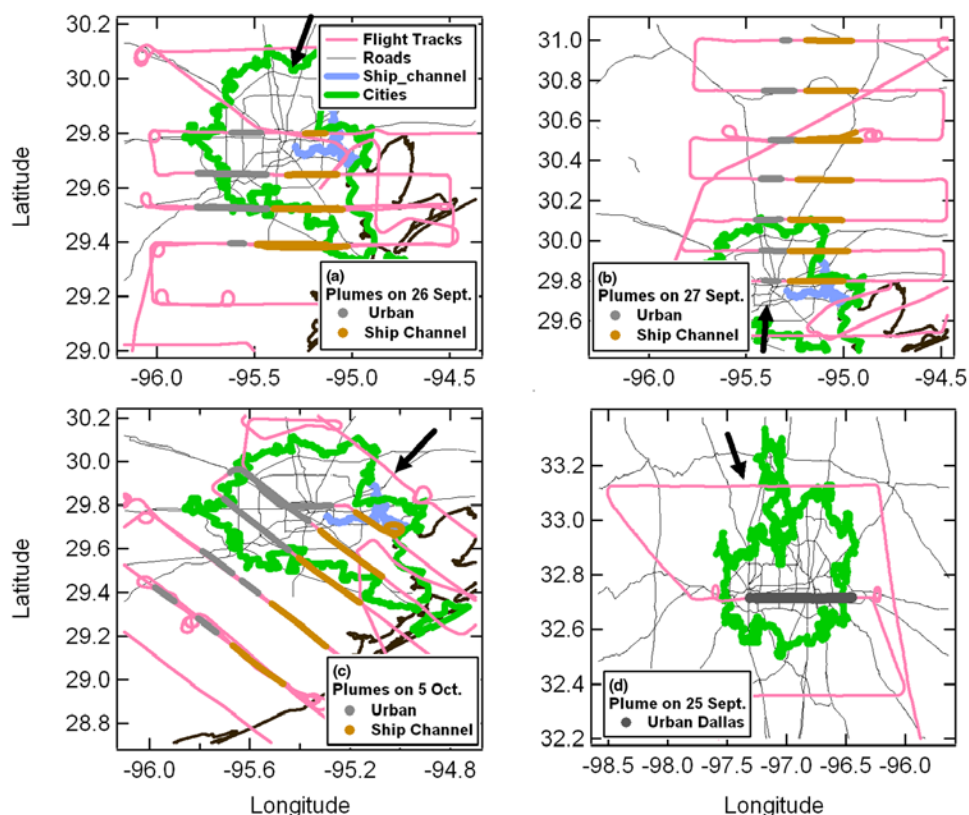 30.2
30.0
29.8
29.6
29.4
29.2
29.0
Latitude
-96.0
-95.5
-95.0
-94.5
Flight Tracks
Roads
Ship_channel
Cities
(a)
Plumes on 26 Sept.
Urban
Ship Channel
31.0
30.8
30.6
30.4
30.2
30.0
29.8
29.6
-96.0
-95.5
-95.0
-94.5
(b)
Plumes on 27 Sept.
Urban
Ship Channel
30.2
30.0
29.8
29.6
29.4
29.2
29.0
28.8
Latitude
-96.0
-95.6
-95.2
-94.8
Longitude
(c)
Plumes on 5 Oct.
Urban
Ship Channel
33.2
33.0
32.8
32.6
32.4
32.2
-98.5
-98.0
-97.5
-97.0
-96.5
-96.0
Longitude
(d)
Plume on 25 Sept.
Urban Dallas